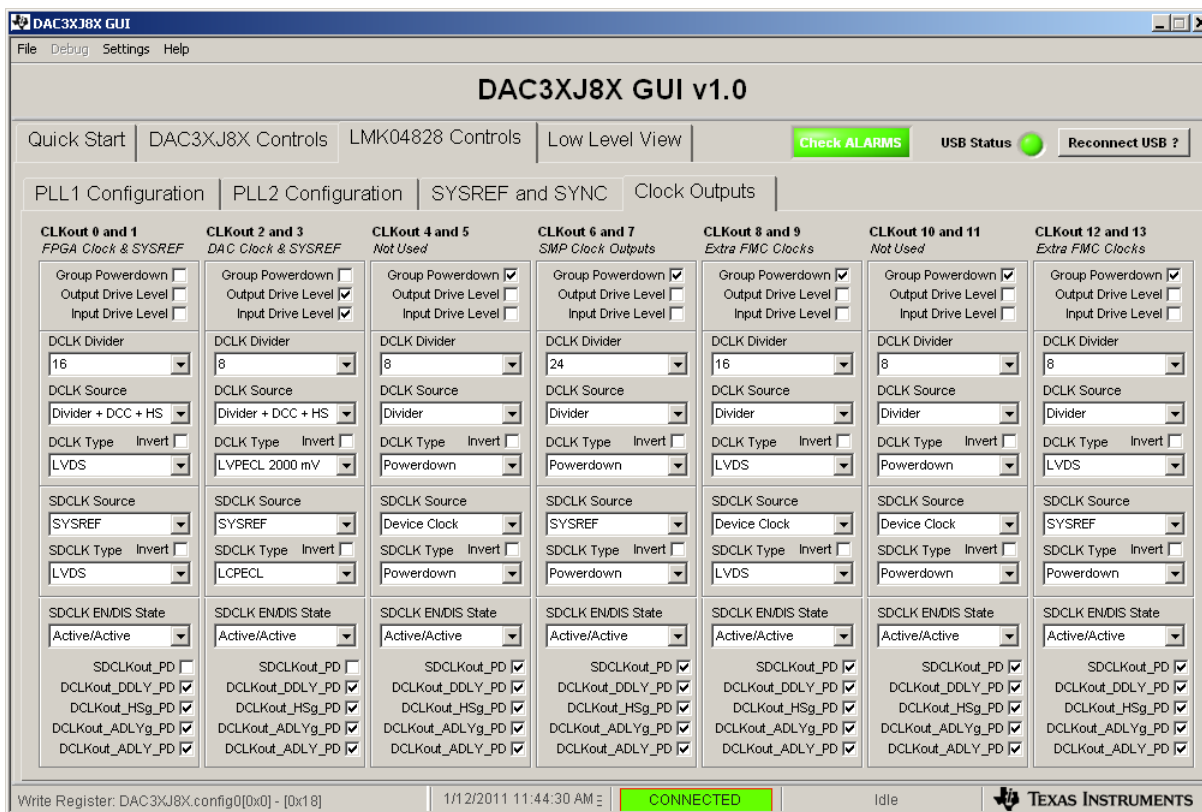 DAC3XJ8X GUI
File Debug Settings Help
DAC3XJ8X GUI v1.0
Quick Start DAC3XJ8X Controls LMK04828 Controls Low Level View Check ALARMS USB Status Reconnect USB ?
PLL1 Configuration PLL2 Configuration SYSREF and SYNC Clock Outputs
CLKout 0 and 1 CLKout 2 and 3 CLKout 4 and 5 CLKout 6 and 7 CLKout 8 and 9 CLKout 10 and 11 CLKout 12 and 13
FPGA Clock & SYSREF DAC Clock & SYSREF Not Used SMP Clock Outputs Extra FMC Clocks Not Used Extra FMC Clocks
Group Powerdown Group Powerdown Group Powerdown Group Powerdown Group Powerdown Group Powerdown Group Powerdown
Output Drive Level Output Drive Level Output Drive Level Output Drive Level Output Drive Level Output Drive Level Output Drive Level
Input Drive Level Input Drive Level Input Drive Level Input Drive Level Input Drive Level Input Drive Level Input Drive Level
DCLK Divider DCLK Divider DCLK Divider DCLK Divider DCLK Divider DCLK Divider DCLK Divider
16 8 8 24 16 8 8
DCLK Source DCLK Source DCLK Source DCLK Source DCLK Source DCLK Source DCLK Source
Divider + DCC + HS Divider + DCC + HS Divider Divider Divider Divider Divider
DCLK Type Invert DCLK Type Invert DCLK Type Invert DCLK Type Invert DCLK Type Invert DCLK Type Invert DCLK Type Invert
LVDS LVPECL 2000 mV Powerdown Powerdown LVDS Powerdown LVDS
SDCLK Source SDCLK Source SDCLK Source SDCLK Source SDCLK Source SDCLK Source SDCLK Source
SYSREF SYSREF Device Clock SYSREF Device Clock Device Clock SYSREF
SDCLK Type Invert SDCLK Type Invert SDCLK Type Invert SDCLK Type Invert SDCLK Type Invert SDCLK Type Invert SDCLK Type Invert
LVDS LCPECL Powerdown Powerdown LVDS Powerdown Powerdown
SDCLK EN/DIS State SDCLK EN/DIS State SDCLK EN/DIS State SDCLK EN/DIS State SDCLK EN/DIS State SDCLK EN/DIS State SDCLK EN/DIS State
Active/Active Active/Active Active/Active Active/Active Active/Active Active/Active Active/Active
SDCLKout_PD SDCLKout_PD SDCLKout_PD SDCLKout_PD SDCLKout_PD SDCLKout_PD SDCLKout_PD
DCLKout_DDLY_PD DCLKout_DDLY_PD DCLKout_DDLY_PD DCLKout_DDLY_PD DCLKout_DDLY_PD DCLKout_DDLY_PD DCLKout_DDLY_PD
DCLKout_HSg_PD DCLKout_HSg_PD DCLKout_HSg_PD DCLKout_HSg_PD DCLKout_HSg_PD DCLKout_HSg_PD DCLKout_HSg_PD
DCLKout_ADLYg_PD DCLKout_ADLYg_PD DCLKout_ADLYg_PD DCLKout_ADLYg_PD DCLKout_ADLYg_PD DCLKout_ADLYg_PD DCLKout_ADLYg_PD
DCLKout_ADLY_PD DCLKout_ADLY_PD DCLKout_ADLY_PD DCLKout_ADLY_PD DCLKout_ADLY_PD DCLKout_ADLY_PD DCLKout_ADLY_PD
Write Register: DAC3XJ8X.config0[0x0] - [0x18] 1/12/2011 11:44:30 AM CONNECTED Idle TEXAS INSTRUMENTS